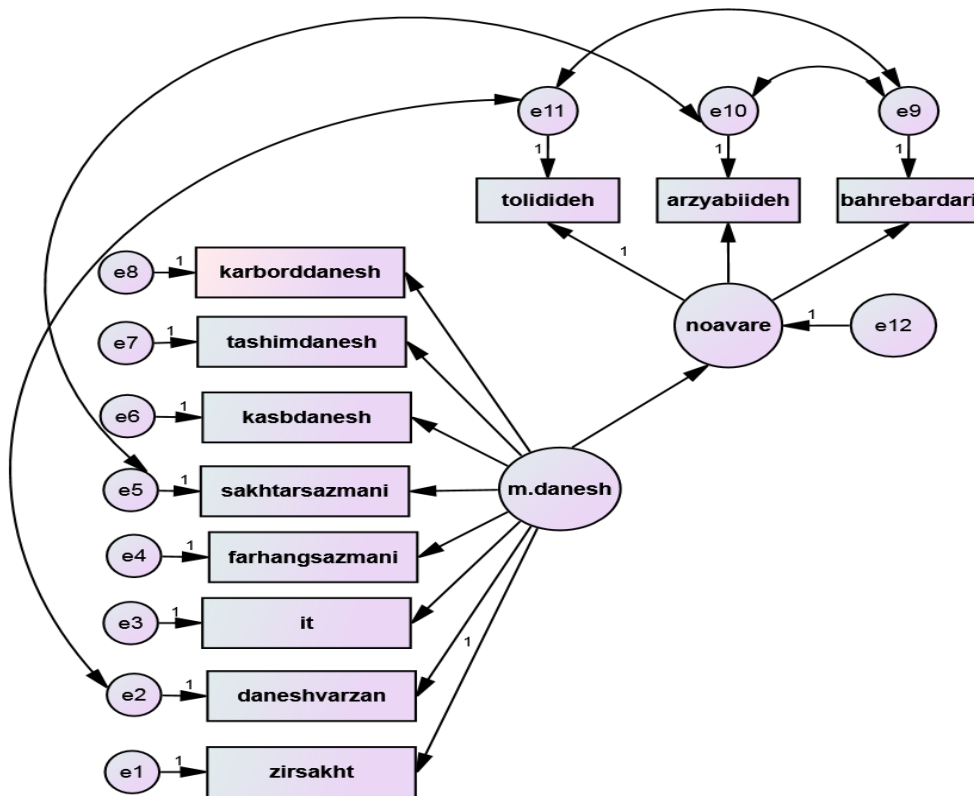 e11
e10
e9
1
1
1
tolidideh
arzyabiideh
bahrebardari
1
e8
1
karborddanesh
noavare
1
e12
e7
1
tashimdanesh
e6
1
kasbdanesh
e5
1
sakhtarsazmani
m.danesh
e4
1
farhangsazmani
e3
1
it
1
e2
1
daneshvarzan
e1
1
zirsakht